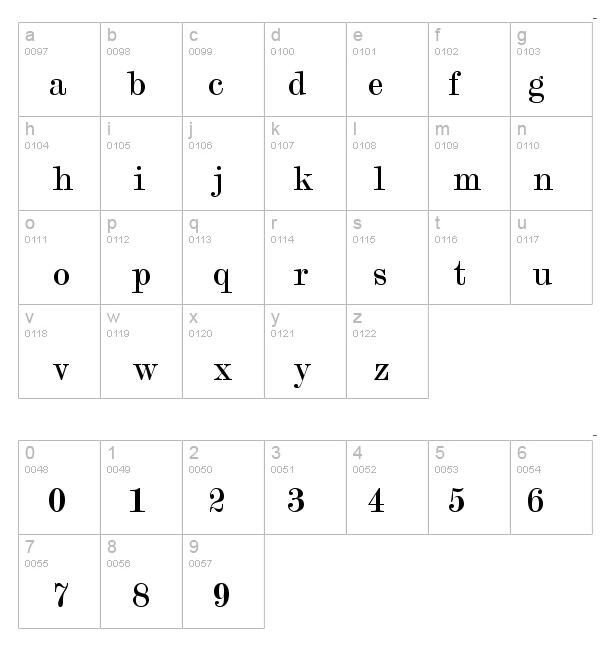 a b c d e f g
0097 0098 0099 0100 0101 0102 0103
a b c d e f g
h i j k l m n
0104 0105 0106 0107 0108 0109 0110
h i j k l m n
o p q r s t u
0111 0112 0113 0114 0115 0116 0117
o p q r s t u
v w x y z
0118 0119 0120 0121 0122
v w x y z
0 1 2 3 4 5 6
0048 0049 0050 0051 0052 0053 0054
0 1 2 3 4 5 6
7 8 9
0055 0056 0057
7 8 9